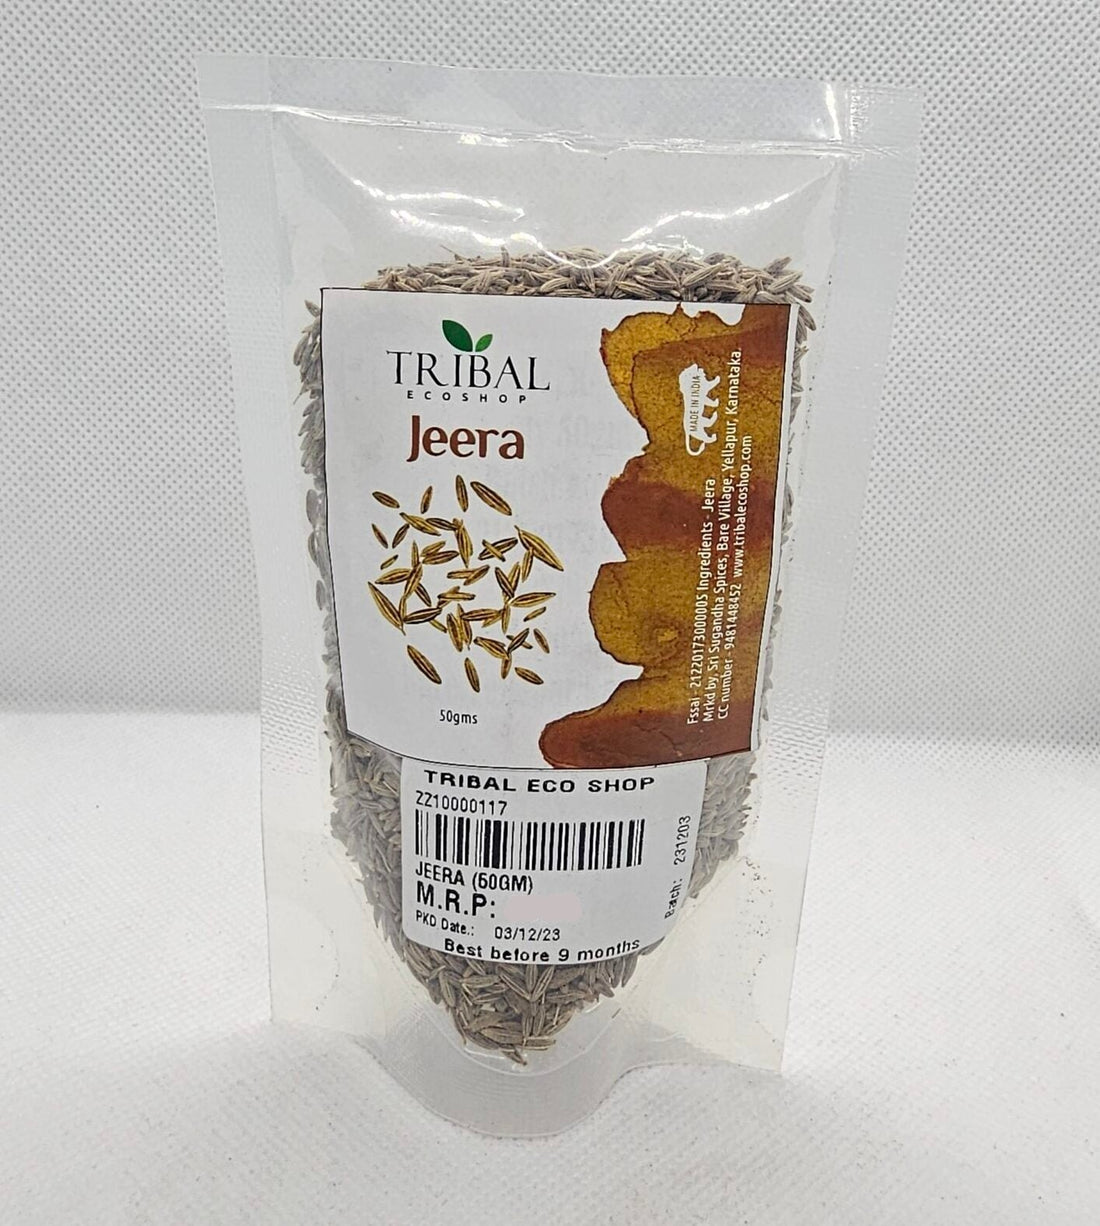 TRIBAL
ECOSHOP
Jeera
50gms
MADE IN INDIA
Fssai - 21220173000005 Ingredients - Jeera
Mrkd by, Sri Sugandha Spices, Bare Village, Yellapur, Karnataka.
CC number - 9481448452 www.tribalecoshop.com
TRIBAL ECO SHOP
2210000117
JEERA (50GM)
M.R.P:
PKD Date.: 03/12/23
Best before 9 months
Batch: 231203